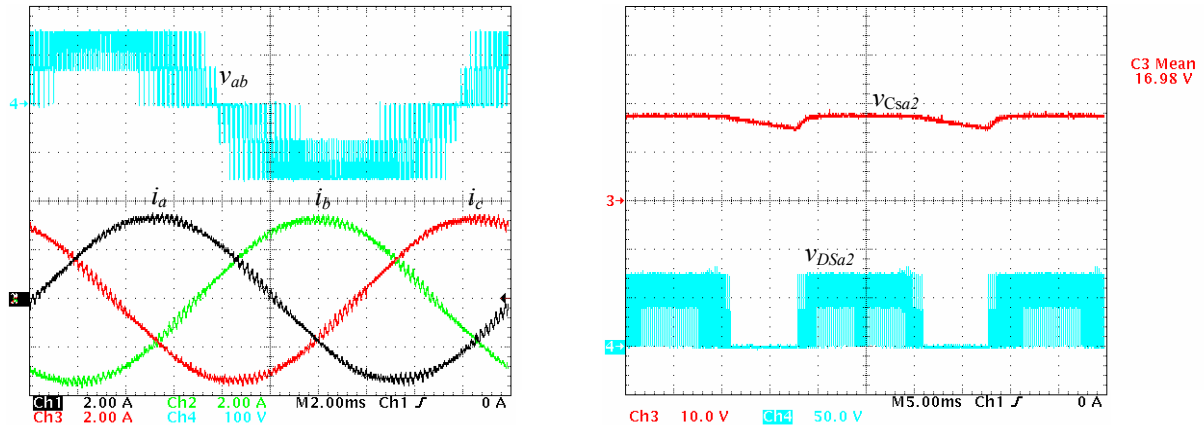 v_ab
4
i_a i_b i_c
Ch1 2.00 A Ch2 2.00 A M2.00ms Ch1 0 A
Ch3 2.00 A Ch4 100 V
C3 Mean
16.98 V
v_Csa2
3
v_DSa2
4
M5.00ms Ch1 0 A
Ch3 10.0 V Ch4 50.0 V